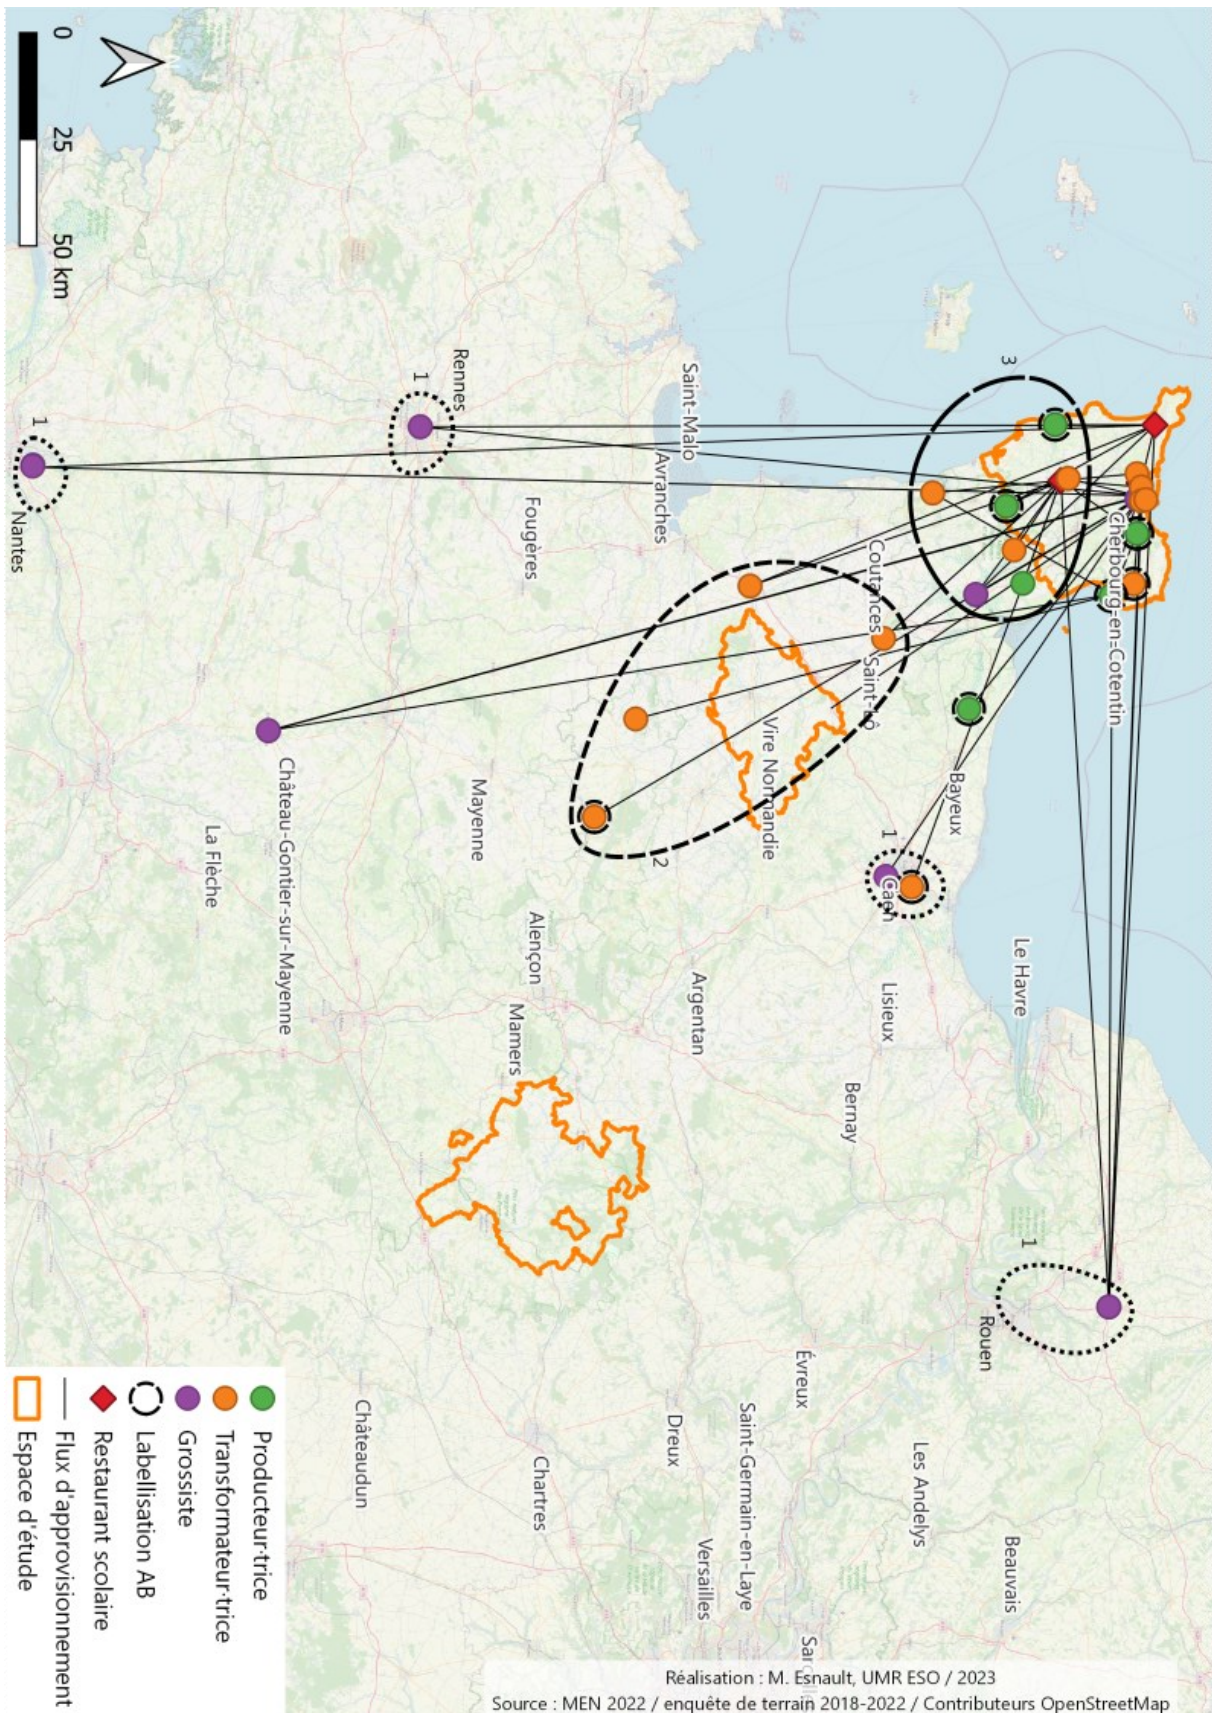 Cherbourg-en-Cotentin
3
Bayeux
Le Havre
1
Rouen
Beauvais
Coutances
Saint-Lô
1
Caen
Lisieux
Bernay
Les Andelys
Saint-Malo
Avranches
Vire Normandie
2
Argentan
Évreux
Saint-Germain-en-Laye
Dreux
Versailles
Fougères
Alençon
Mamers
Chartres
Rennes
1
Mayenne
Châteaudun
Château-Gontier-sur-Mayenne
La Flèche
1
Nantes
0 25 50 km
Producteur·trice
Transformateur·trice
Grossiste
Labellisation AB
Restaurant scolaire
Flux d'approvisionnement
Espace d'étude
Réalisation : M. Esnault, UMR ESO / 2023
Source : MEN 2022 / enquête de terrain 2018-2022 / Contributeurs OpenStreetMap